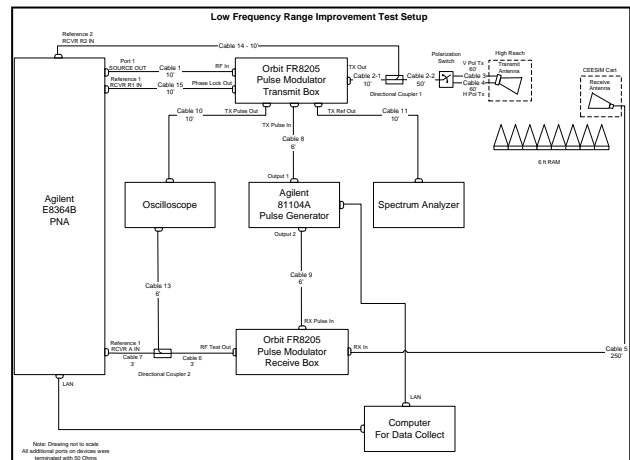 Low Frequency Range Improvement Test Setup
Reference 2
RCVR R2 IN
Cable 14 - 10'
Port 1
SOURCE OUT
Cable 1
10'
RF In
Reference 1
RCVR R1 IN
Cable 15
10'
Phase Lock Out
Orbit FR8205
Pulse Modulator
Transmit Box
TX Out
Cable 2-1
10'
Directional Coupler 1
Cable 2-2
50'
Polarization
Switch
V Pol Tx
60'
Cable 3
Cable 4
60'
H Pol Tx
High Reach
Transmit
Antenna
CEESIM Cart
Receive
Antenna
6 ft RAM
Cable 10
10'
TX Pulse Out
TX Pulse In
Cable 8
6'
TX Ref Out
Cable 11
10'
Agilent
E8364B
PNA
Oscilloscope
Output 1
Agilent
81104A
Pulse Generator
Output 2
Spectrum Analyzer
Cable 13
6'
Cable 9
6'
RX Pulse In
Reference 1
RCVR A IN
Cable 7
3'
Directional Coupler 2
Cable 6
3'
RF Test Out
Orbit FR8205
Pulse Modulator
Receive Box
RX In
Cable 5
250'
LAN
LAN
Computer
For Data Collect
Note: Drawing not to scale
All additional ports on devices were
terminated with 50 Ohms